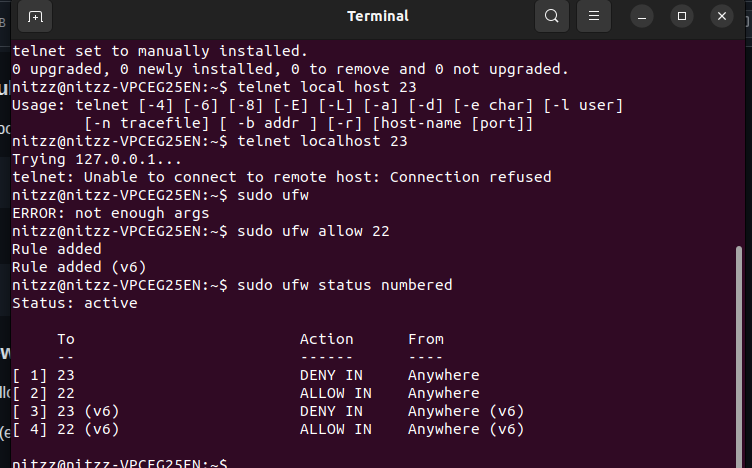 Terminal
telnet set to manually installed.
0 upgraded, 0 newly installed, 0 to remove and 0 not upgraded.
nitzz@nitzz-VPCEG25EN:~$ telnet local host 23
Usage: telnet [-4] [-6] [-8] [-E] [-L] [-a] [-d] [-e char] [-l user]
        [-n tracefile] [ -b addr ] [-r] [host-name [port]]
nitzz@nitzz-VPCEG25EN:~$ telnet localhost 23
Trying 127.0.0.1...
telnet: Unable to connect to remote host: Connection refused
nitzz@nitzz-VPCEG25EN:~$ sudo ufw
ERROR: not enough args
nitzz@nitzz-VPCEG25EN:~$ sudo ufw allow 22
Rule added
Rule added (v6)
nitzz@nitzz-VPCEG25EN:~$ sudo ufw status numbered
Status: active
     To                         Action      From
     --                         ------      ----
[ 1] 23                         DENY IN     Anywhere
[ 2] 22                         ALLOW IN    Anywhere
[ 3] 23 (v6)                    DENY IN     Anywhere (v6)
[ 4] 22 (v6)                    ALLOW IN    Anywhere (v6)
nitzz@nitzz-VPCEG25EN:~$